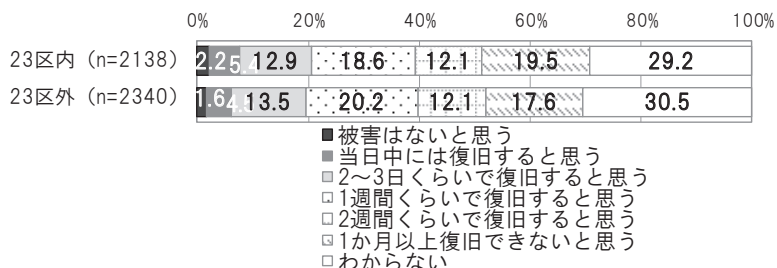 0% 20% 40% 60% 80% 100%
23区内 (n=2138) 2.2 5.4 12.9 18.6 12.1 19.5 29.2
23区外 (n=2340) 1.6 13.5 20.2 12.1 17.6 30.5
■被害はないと思う
■当日中には復旧すると思う
□2〜3日くらいで復旧すると思う
□1週間くらいで復旧すると思う
□2週間くらいで復旧すると思う
□1か月以上復旧できないと思う
□わからない